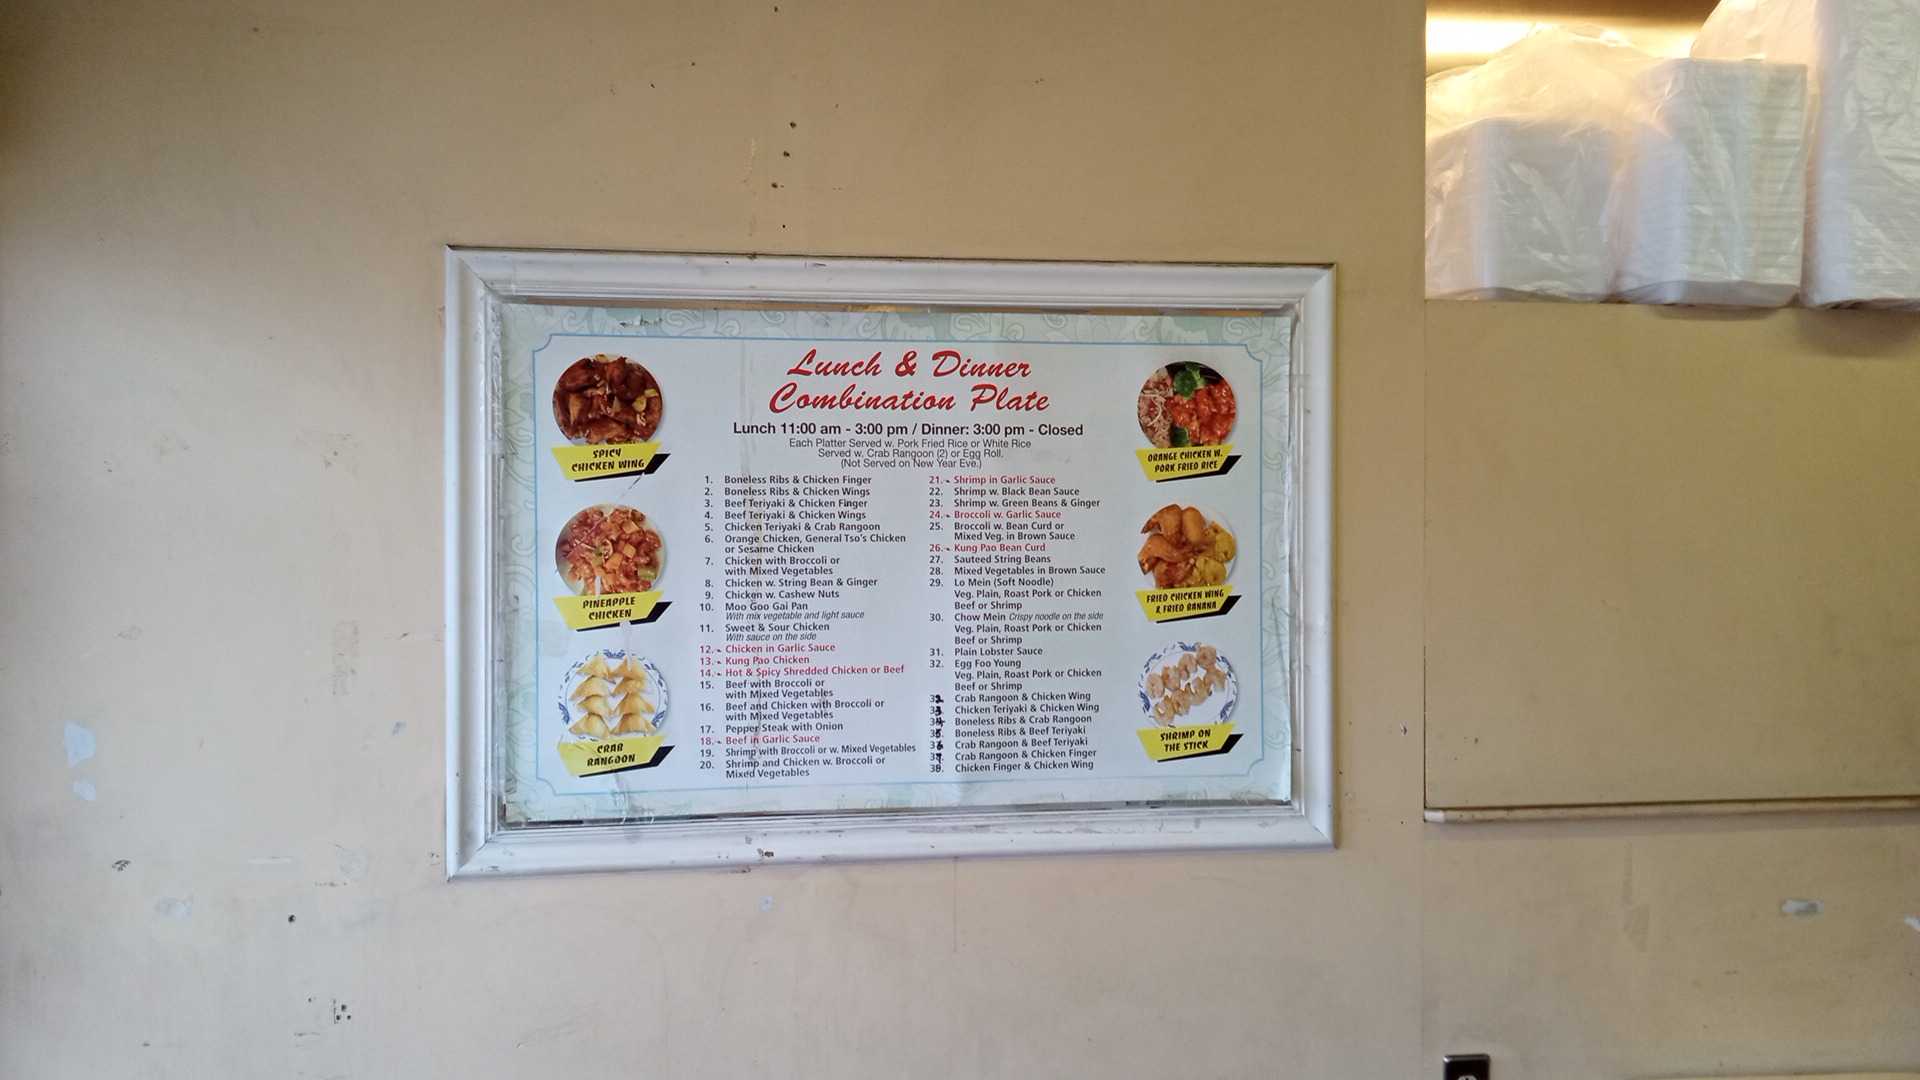 Lunch & Dinner
Combination Plate
Lunch 11:00 am - 3:00 pm / Dinner: 3:00 pm - Closed
Each Platter Served w. Pork Fried Rice or White Rice
Served w. Crab Rangoon (2) or Egg Roll.
(Not Served on New Year Eve.)
SPICY
CHICKEN WING
PINEAPPLE
CHICKEN
CRAB
RANGOON
1. Boneless Ribs & Chicken Finger
2. Boneless Ribs & Chicken Wings
3. Beef Teriyaki & Chicken Finger
4. Beef Teriyaki & Chicken Wings
5. Chicken Teriyaki & Crab Rangoon
6. Orange Chicken, General Tso's Chicken
or Sesame Chicken
7. Chicken with Broccoli or
with Mixed Vegetables
8. Chicken w. String Bean & Ginger
9. Chicken w. Cashew Nuts
10. Moo Goo Gai Pan
With mix vegetable and light sauce
11. Sweet & Sour Chicken
With sauce on the side
12. Chicken in Garlic Sauce
13. Kung Pao Chicken
14. Hot & Spicy Shredded Chicken or Beef
15. Beef with Broccoli or
with Mixed Vegetables
16. Beef and Chicken with Broccoli or
with Mixed Vegetables
17. Pepper Steak with Onion
18. Beef in Garlic Sauce
19. Shrimp with Broccoli or w. Mixed Vegetables
20. Shrimp and Chicken w. Broccoli or
Mixed Vegetables
21. Shrimp in Garlic Sauce
22. Shrimp w. Black Bean Sauce
23. Shrimp w. Green Beans & Ginger
24. Broccoli w. Garlic Sauce
25. Broccoli w. Bean Curd or
Mixed Veg. in Brown Sauce
26. Kung Pao Bean Curd
27. Sauteed String Beans
28. Mixed Vegetables in Brown Sauce
29. Lo Mein (Soft Noodle)
Veg. Plain, Roast Pork or Chicken
Beef or Shrimp
30. Chow Mein Crispy noodle on the side
Veg. Plain, Roast Pork or Chicken
Beef or Shrimp
31. Plain Lobster Sauce
32. Egg Foo Young
Veg. Plain, Roast Pork or Chicken
Beef or Shrimp
32. Crab Rangoon & Chicken Wing
33. Chicken Teriyaki & Chicken Wing
34. Boneless Ribs & Crab Rangoon
35. Boneless Ribs & Beef Teriyaki
36. Crab Rangoon & Beef Teriyaki
37. Crab Rangoon & Chicken Finger
38. Chicken Finger & Chicken Wing
ORANGE CHICKEN W.
PORK FRIED RICE
FRIED CHICKEN WING
& FRIED BANANA
SHRIMP ON
THE STICK